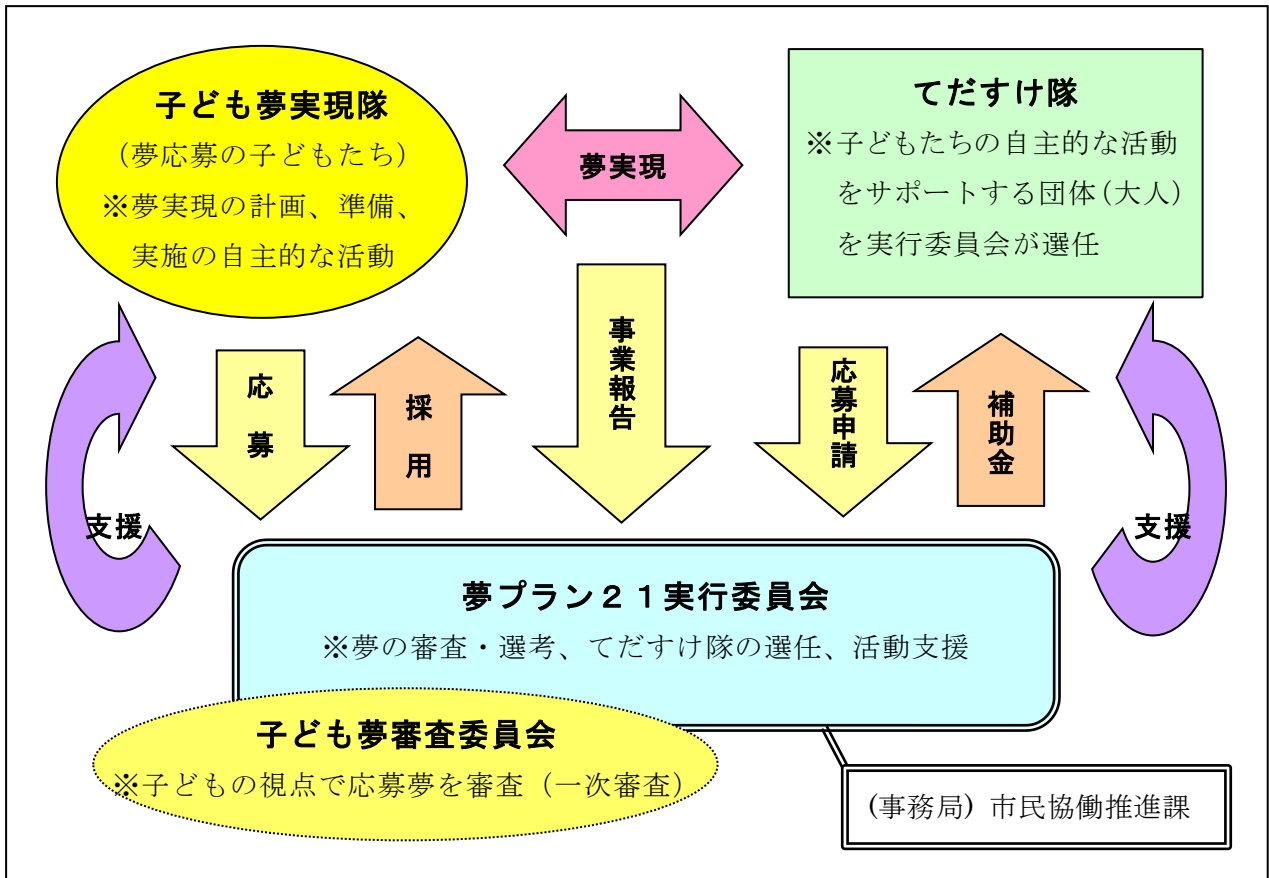 子ども夢実現隊
（夢応募の子どもたち）
※夢実現の計画、準備、
実施の自主的な活動
夢実現
てだすけ隊
※子どもたちの自主的な活動
をサポートする団体(大人)
を実行委員会が選任
支援
応募
採用
事業報告
応募申請
補助金
支援
夢プラン２１実行委員会
※夢の審査・選考、てだすけ隊の選任、活動支援
子ども夢審査委員会
※子どもの視点で応募夢を審査（一次審査）
(事務局) 市民協働推進課